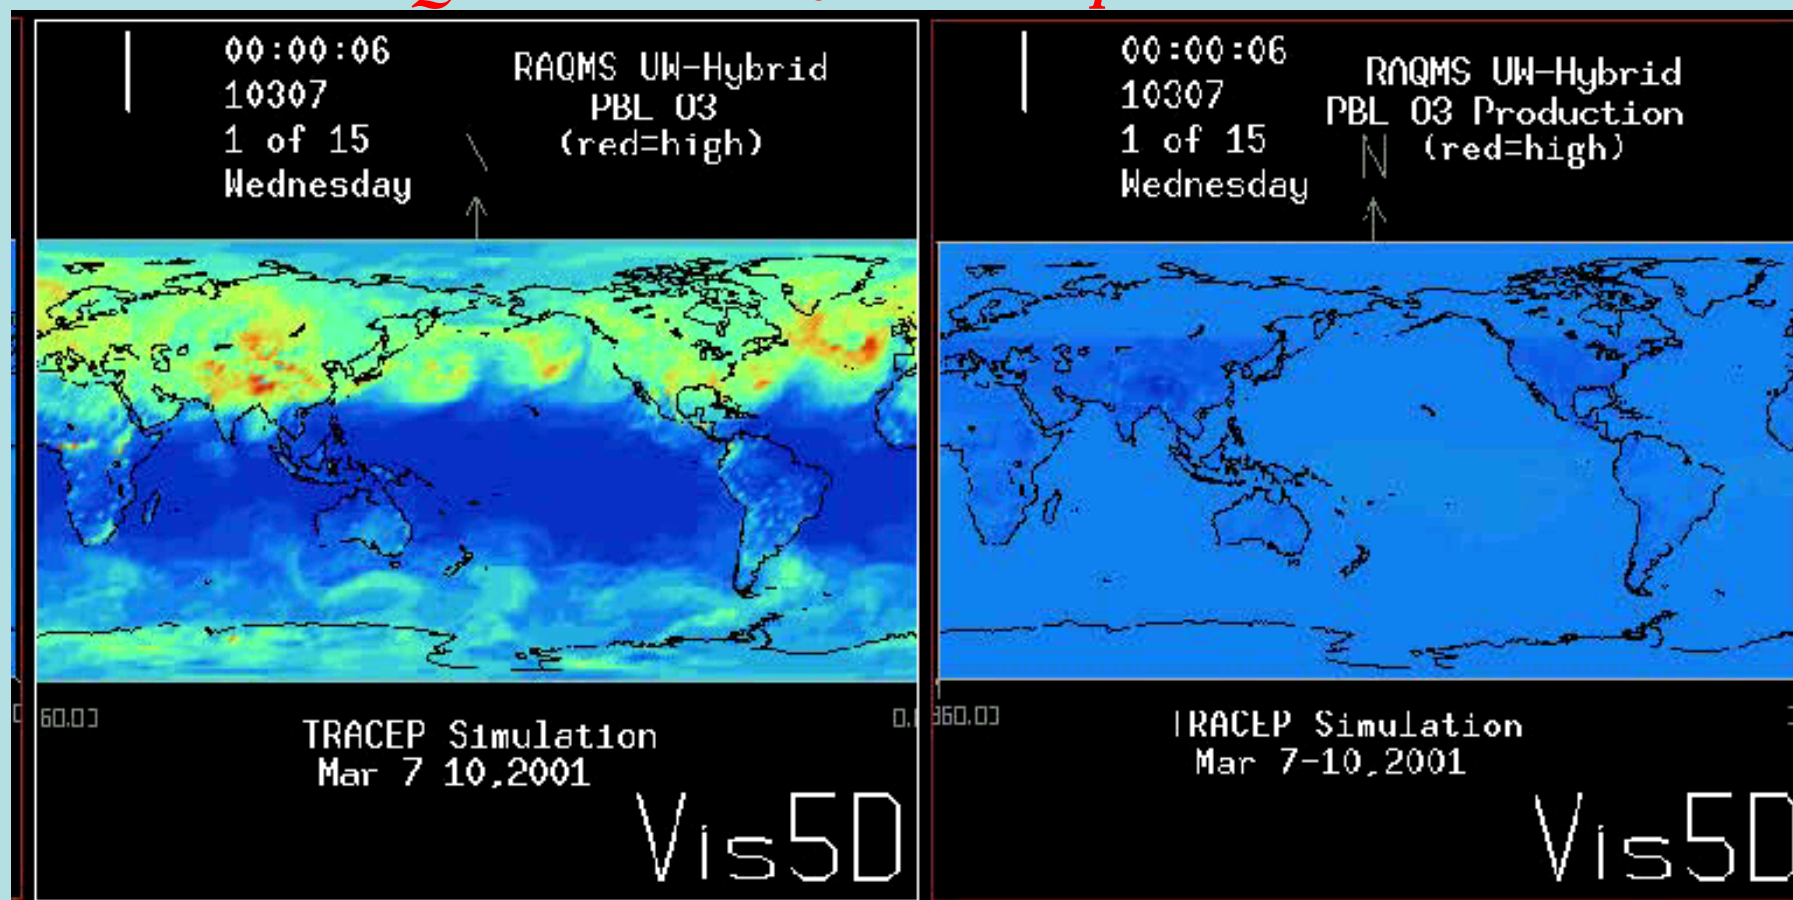 00:00:06
10307
1 of 15
Wednesday
RAQMS UW-Hybrid
PBL O3
(red=high)
60.0
0.
TRACEP Simulation
Mar 7 10,2001
Vis5D
00:00:06
10307
1 of 15
Wednesday
RAQMS UW-Hybrid
PBL O3 Production
(red=high)
N
360.0
TRACEP Simulation
Mar 7-10,2001
Vis5D